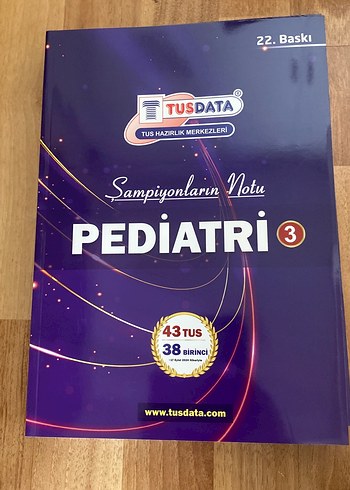 22. Baskı
TUSDATA
TUS HAZIRLIK MERKEZLERİ
Şampiyonların Notu
PEDİATRİ 3
43 TUS
38 BİRİNCİ
www.tusdata.com